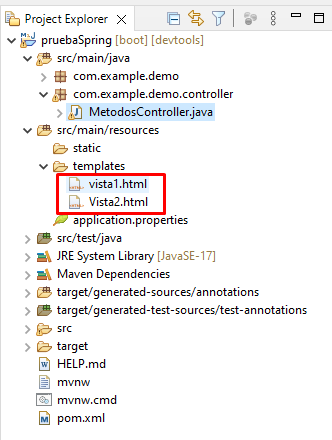 Project Explorer
pruebaSpring [boot] [devtools]
src/main/java
com.example.demo
com.example.demo.controller
MetodosController.java
src/main/resources
static
templates
vista1.html
Vista2.html
application.properties
src/test/java
JRE System Library [JavaSE-17]
Maven Dependencies
target/generated-sources/annotations
target/generated-test-sources/test-annotations
src
target
HELP.md
mvnw
mvnw.cmd
pom.xml